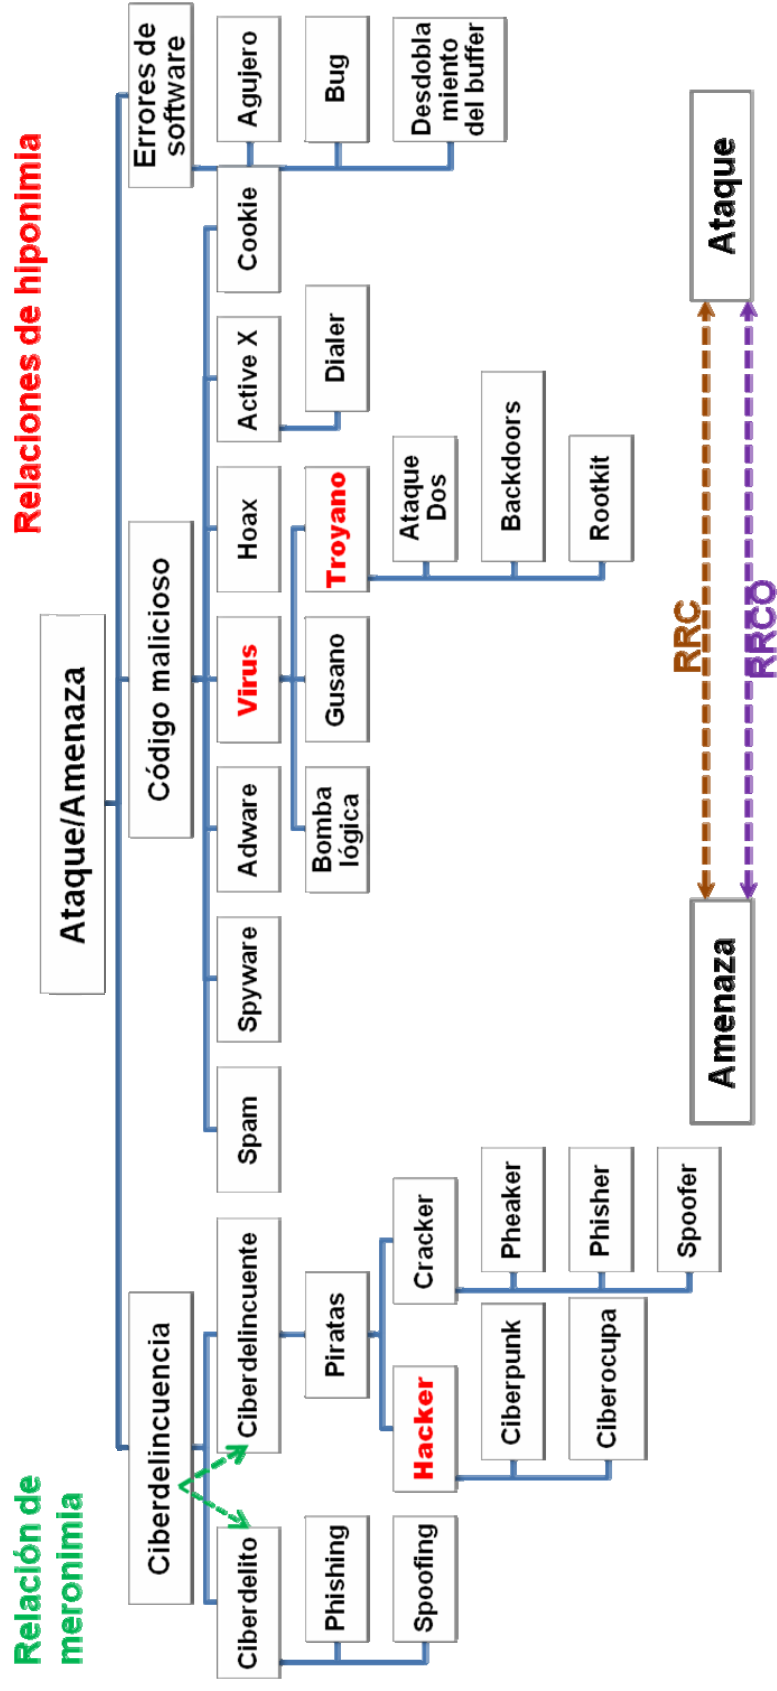 Relación de
meronimia
Relaciones de hiponimia
Ataque/Amenaza
Ciberdelincuencia
Código malicioso
Errores de
software
Ciberdelito
Ciberdelincuente
Spam
Spyware
Adware
Virus
Hoax
Active X
Cookie
Agujero
Phishing
Piratas
Bomba
lógica
Gusano
Troyano
Dialer
Bug
Spoofing
Hacker
Cracker
Ataque
Dos
Desdobla
miento
del buffer
Ciberpunk
Pheaker
Backdoors
Ciberocupa
Phisher
Rootkit
Spoofer
Amenaza
RRC
RRCO
Ataque